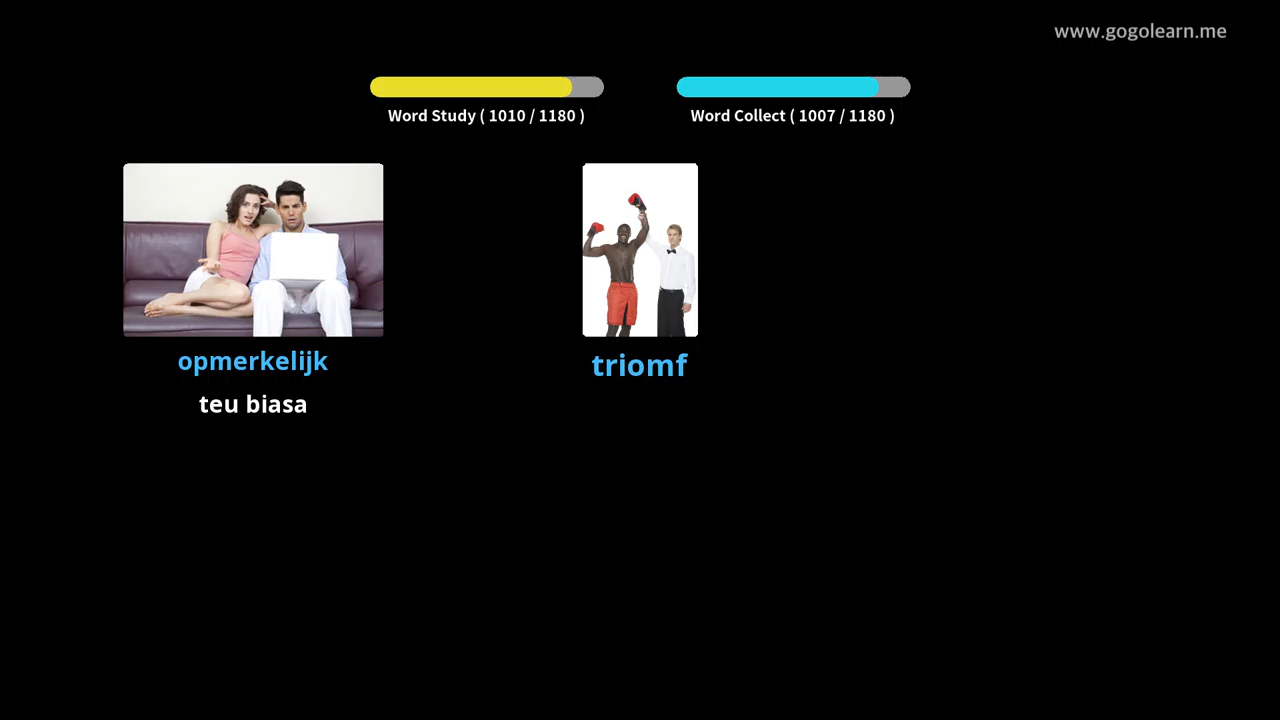 www.gogolearn.me
Word Study ( 1010 / 1180 )
Word Collect ( 1007 / 1180 )
opmerkelijk
teu biasa
triomf